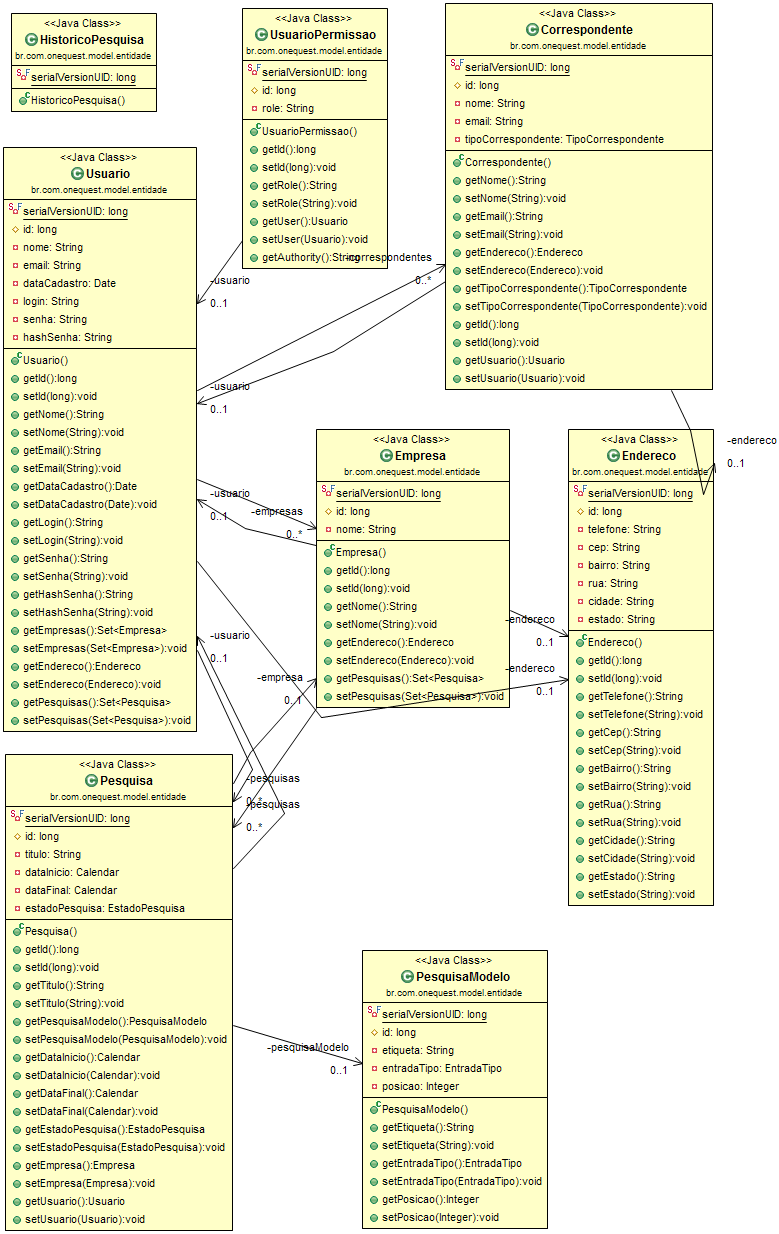 <<Java Class>>
HistoricoPesquisa
br.com.onequest.model.entidade
serialVersionUID: long
HistoricoPesquisa()
<<Java Class>>
UsuarioPermissao
br.com.onequest.model.entidade
serialVersionUID: long
id: long
role: String
UsuarioPermissao()
getId():long
setId(long):void
getRole():String
setRole(String):void
getUser():Usuario
setUser(Usuario):void
getAuthority():String
<<Java Class>>
Correspondente
br.com.onequest.model.entidade
serialVersionUID: long
id: long
nome: String
email: String
tipoCorrespondente: TipoCorrespondente
Correspondente()
getNome():String
setNome(String):void
getEmail():String
setEmail(String):void
getEndereco():Endereco
setEndereco(Endereco):void
getTipoCorrespondente():TipoCorrespondente
setTipoCorrespondente(TipoCorrespondente):void
getId():long
setId(long):void
getUsuario():Usuario
setUsuario(Usuario):void
<<Java Class>>
Usuario
br.com.onequest.model.entidade
serialVersionUID: long
id: long
nome: String
email: String
dataCadastro: Date
login: String
senha: String
hashSenha: String
Usuario()
getId():long
setId(long):void
getNome():String
setNome(String):void
getEmail():String
setEmail(String):void
getDataCadastro():Date
setDataCadastro(Date):void
getLogin():String
setLogin(String):void
getSenha():String
setSenha(String):void
getHashSenha():String
setHashSenha(String):void
getEmpresas():Set<Empresa>
setEmpresas(Set<Empresa>):void
getEndereco():Endereco
setEndereco(Endereco):void
getPesquisas():Set<Pesquisa>
setPesquisas(Set<Pesquisa>):void
-usuario
0..1
-correspondentes
0..*
-usuario
0..1
-usuario
0..1
-empresas
0..*
-usuario
0..1
-empresa
0..1
-pesquisas
0..*
-pesquisas
0..*
<<Java Class>>
Empresa
br.com.onequest.model.entidade
serialVersionUID: long
id: long
nome: String
Empresa()
getId():long
setId(long):void
getNome():String
setNome(String):void
getEndereco():Endereco
setEndereco(Endereco):void
getPesquisas():Set<Pesquisa>
setPesquisas(Set<Pesquisa>):void
-endereco
0..1
-endereco
0..1
-endereco
0..1
<<Java Class>>
Endereco
br.com.onequest.model.entidade
serialVersionUID: long
id: long
telefone: String
cep: String
bairro: String
rua: String
cidade: String
estado: String
Endereco()
getId():long
setId(long):void
getTelefone():String
setTelefone(String):void
getCep():String
setCep(String):void
getBairro():String
setBairro(String):void
getRua():String
setRua(String):void
getCidade():String
setCidade(String):void
getEstado():String
setEstado(String):void
<<Java Class>>
Pesquisa
br.com.onequest.model.entidade
serialVersionUID: long
id: long
titulo: String
dataInicio: Calendar
dataFinal: Calendar
estadoPesquisa: EstadoPesquisa
Pesquisa()
getId():long
setId(long):void
getTitulo():String
setTitulo(String):void
getPesquisaModelo():PesquisaModelo
setPesquisaModelo(PesquisaModelo):void
getDataInicio():Calendar
setDataInicio(Calendar):void
getDataFinal():Calendar
setDataFinal(Calendar):void
getEstadoPesquisa():EstadoPesquisa
setEstadoPesquisa(EstadoPesquisa):void
getEmpresa():Empresa
setEmpresa(Empresa):void
getUsuario():Usuario
setUsuario(Usuario):void
-pesquisaModelo
0..1
<<Java Class>>
PesquisaModelo
br.com.onequest.model.entidade
serialVersionUID: long
id: long
etiqueta: String
entradaTipo: EntradaTipo
posicao: Integer
PesquisaModelo()
getEtiqueta():String
setEtiqueta(String):void
getEntradaTipo():EntradaTipo
setEntradaTipo(EntradaTipo):void
getPosicao():Integer
setPosicao(Integer):void